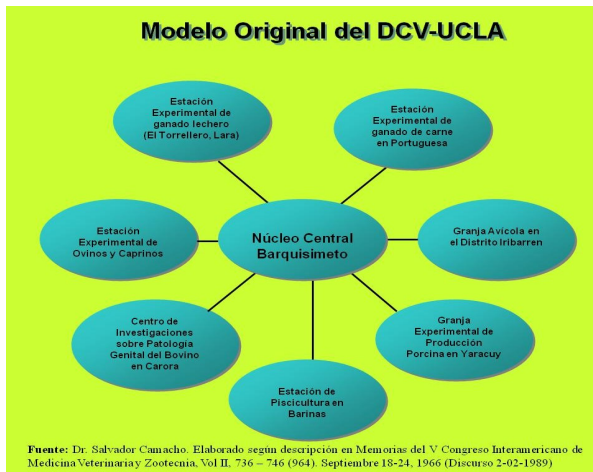 Modelo Original del DCV-UCLA
Estación
Experimental de
ganado lechero
(El Torrellero, Lara)
Estación
Experimental de
ganado de carne
en Portuguesa
Estación
Experimental de
Ovinos y Caprinos
Núcleo Central
Barquisimeto
Granja Avícola en
el Distrito Iribarren
Centro de
Investigaciones
sobre Patología
Genital del Bovino
en Carora
Granja
Experimental de
Producción
Porcina en Yaracuy
Estación de
Piscicultura en
Barinas
Fuente: Dr. Salvador Camacho. Elaborado según descripción en Memorias del V Congreso Interamericano de
Medicina Veterinaria y Zootecnia, Vol II, 736 – 746 (964). Septiembre 18-24, 1966 (Discurso 2-02-1989)